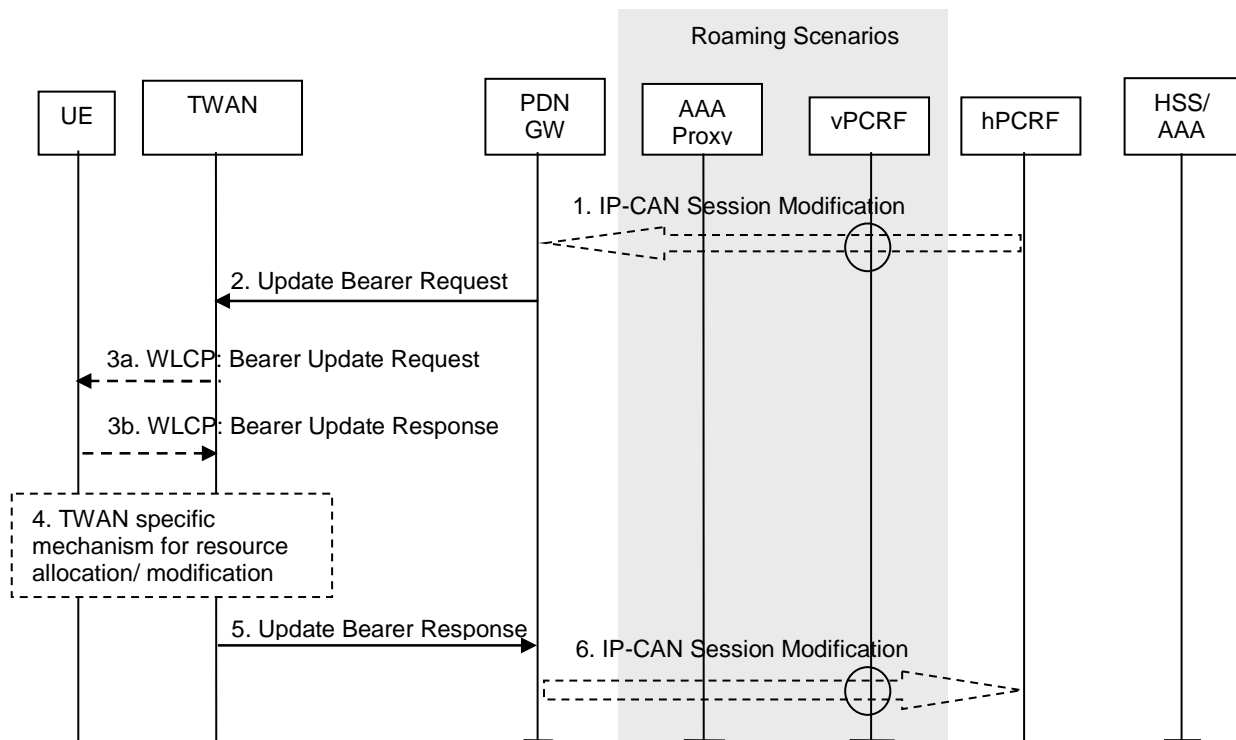 Roaming Scenarios
UE
TWAN
PDN
GW
AAA
Proxy
vPCRF
hPCRF
HSS/
AAA
1. IP-CAN Session Modification
2. Update Bearer Request
3a. WLCP: Bearer Update Request
3b. WLCP: Bearer Update Response
4. TWAN specific
mechanism for resource
allocation/ modification
5. Update Bearer Response
6. IP-CAN Session Modification